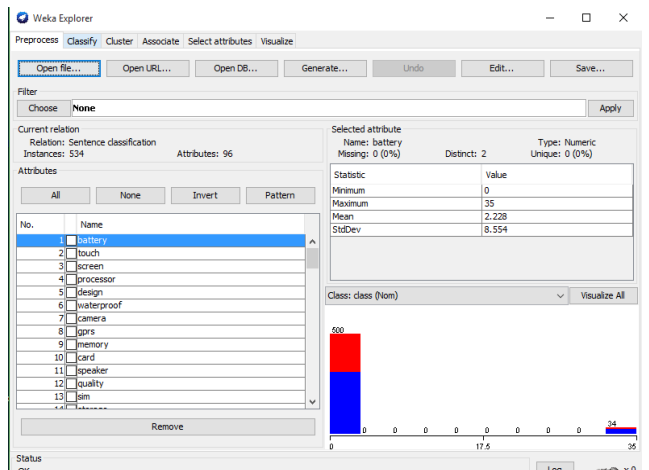 Weka Explorer
Preprocess Classify Cluster Associate Select attributes Visualize
Open file... Open URL... Open DB... Generate... Undo Edit... Save...
Filter
Choose None Apply
Current relation
Relation: Sentence classification
Instances: 534 Attributes: 96
Attributes
All None Invert Pattern
No. Name
1 battery
2 touch
3 screen
4 processor
5 design
6 waterproof
7 camera
8 gprs
9 memory
10 card
11 speaker
12 quality
13 sim
Remove
Selected attribute
Name: battery Type: Numeric
Missing: 0 (0%) Distinct: 2 Unique: 0 (0%)
Statistic Value
Minimum 0
Maximum 35
Mean 2.228
StdDev 8.554
Class: class (Nom) Visualize All
500
0 0 0 0 0 0 0 34
0 17.5 35
Status
Log x 0